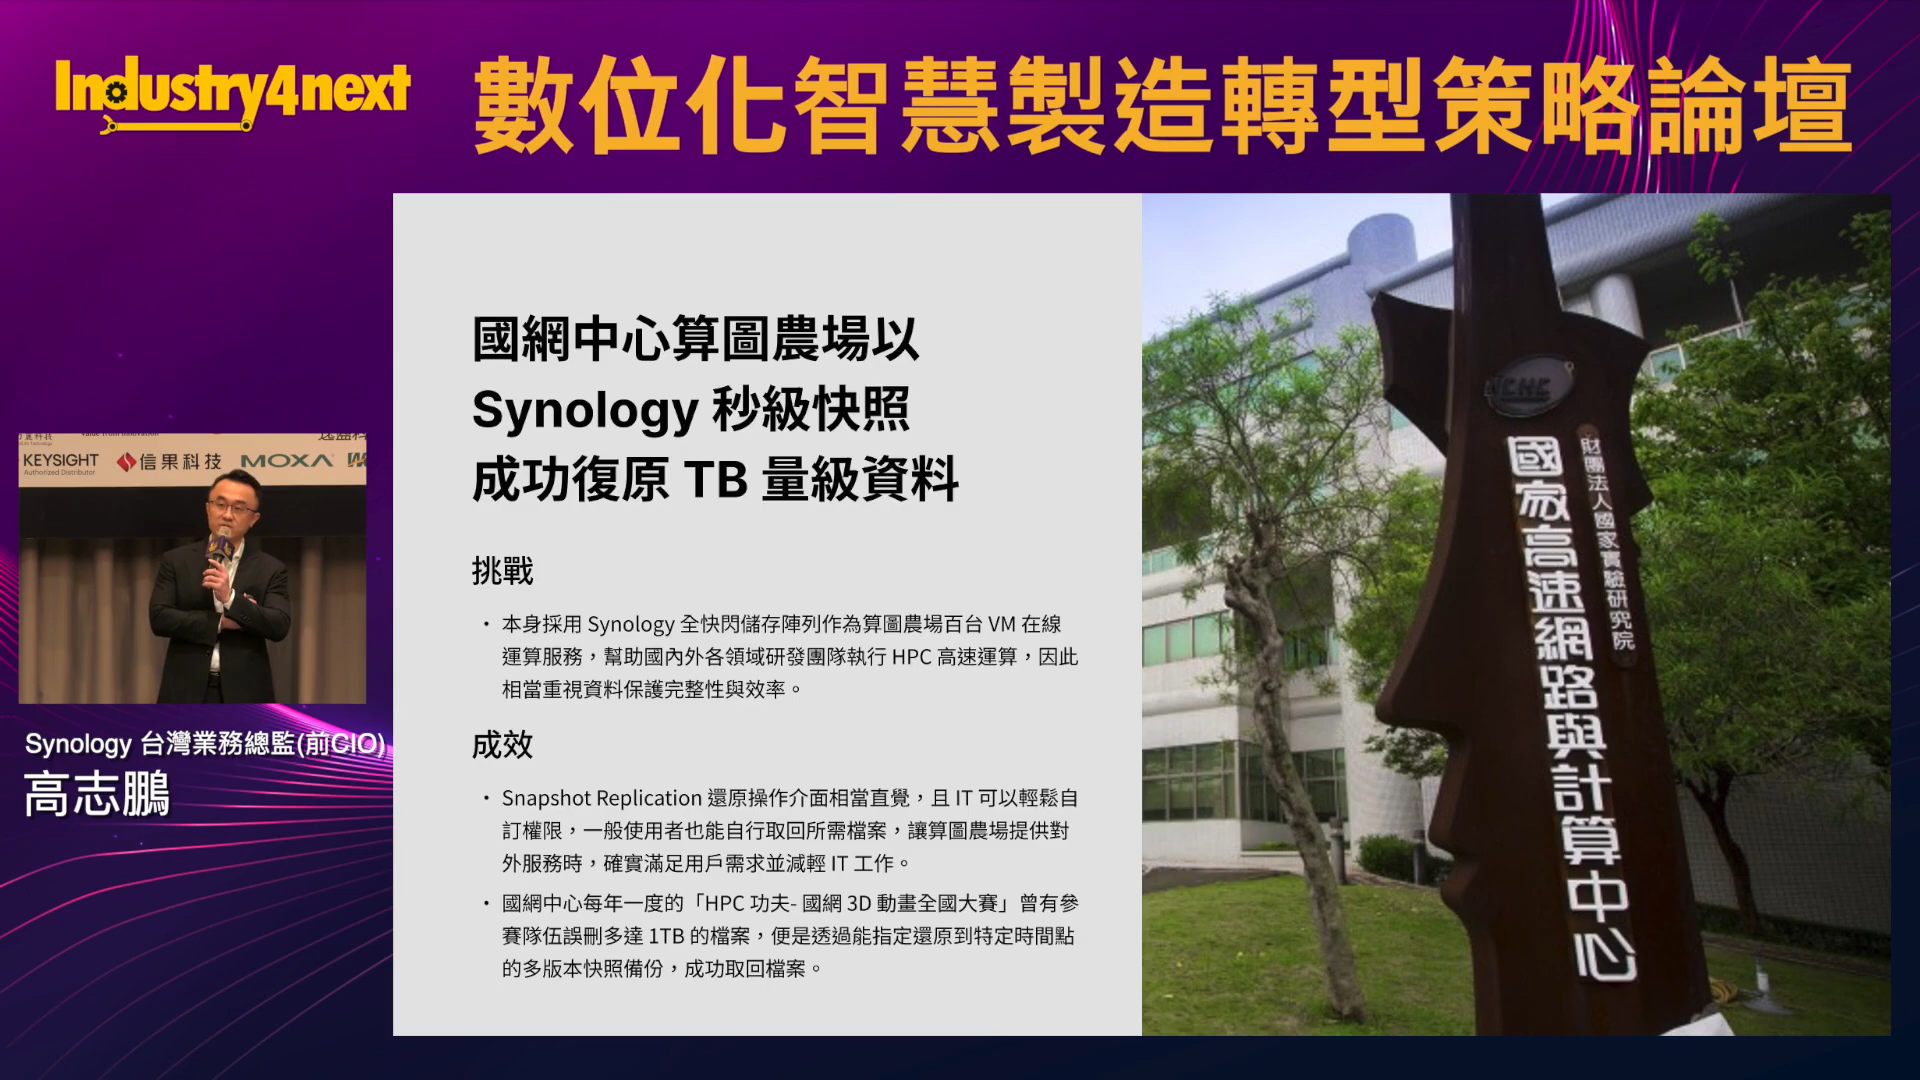 Industry4next
數位化智慧製造轉型策略論壇
國網中心算圖農場以
Synology 秒級快照
成功復原 TB 量級資料
挑戰
・本身採用 Synology 全快閃儲存陣列作為算圖農場百台 VM 在線
運算服務，幫助國內外各領域研發團隊執行 HPC 高速運算，因此
相當重視資料保護完整性與效率。
成效
・Snapshot Replication 還原操作介面相當直覺，且 IT 可以輕鬆自
訂權限，一般使用者也能自行取回所需檔案，讓算圖農場提供對
外服務時，確實滿足用戶需求並減輕 IT 工作。
・國網中心每年一度的「HPC 功夫- 國網 3D 動畫全國大賽」曾有參
賽隊伍誤刪多達 1TB 的檔案，便是透過能指定還原到特定時間點
的多版本快照備份，成功取回檔案。
NCHC
財團法人國家實驗研究院
國家高速網路與計算中心
KEYSIGHT
Authorized Distributor
信果科技
MOXA
Synology 台灣業務總監(前CIO)
高志鵬